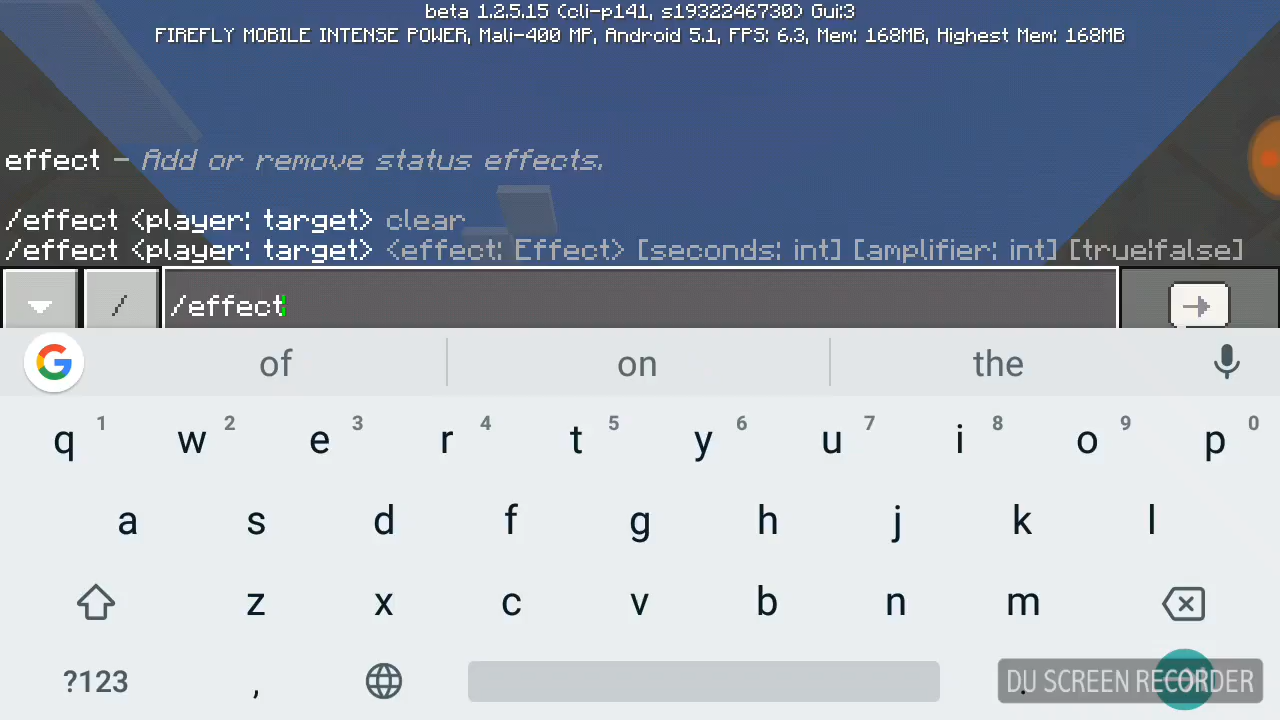 beta 1.2.5.15 (cli-p141, s1932246730) Gui:3
FIREFLY MOBILE INTENSE POWER, Mali-400 MP, Android 5.1, FPS: 6.3, Mem: 168MB, Highest Mem: 168MB
effect - Add or remove status effects.
/effect <player: target> clear
/effect <player: target> <effect: Effect> [seconds: int] [amplifier: int] [true|false]
/ /effect
G of on the
q 1 w 2 e 3 r 4 t 5 y 6 u 7 i 8 o 9 p 0
a s d f g h j k l
z x c v b n m
?123 , . DU SCREEN RECORDER